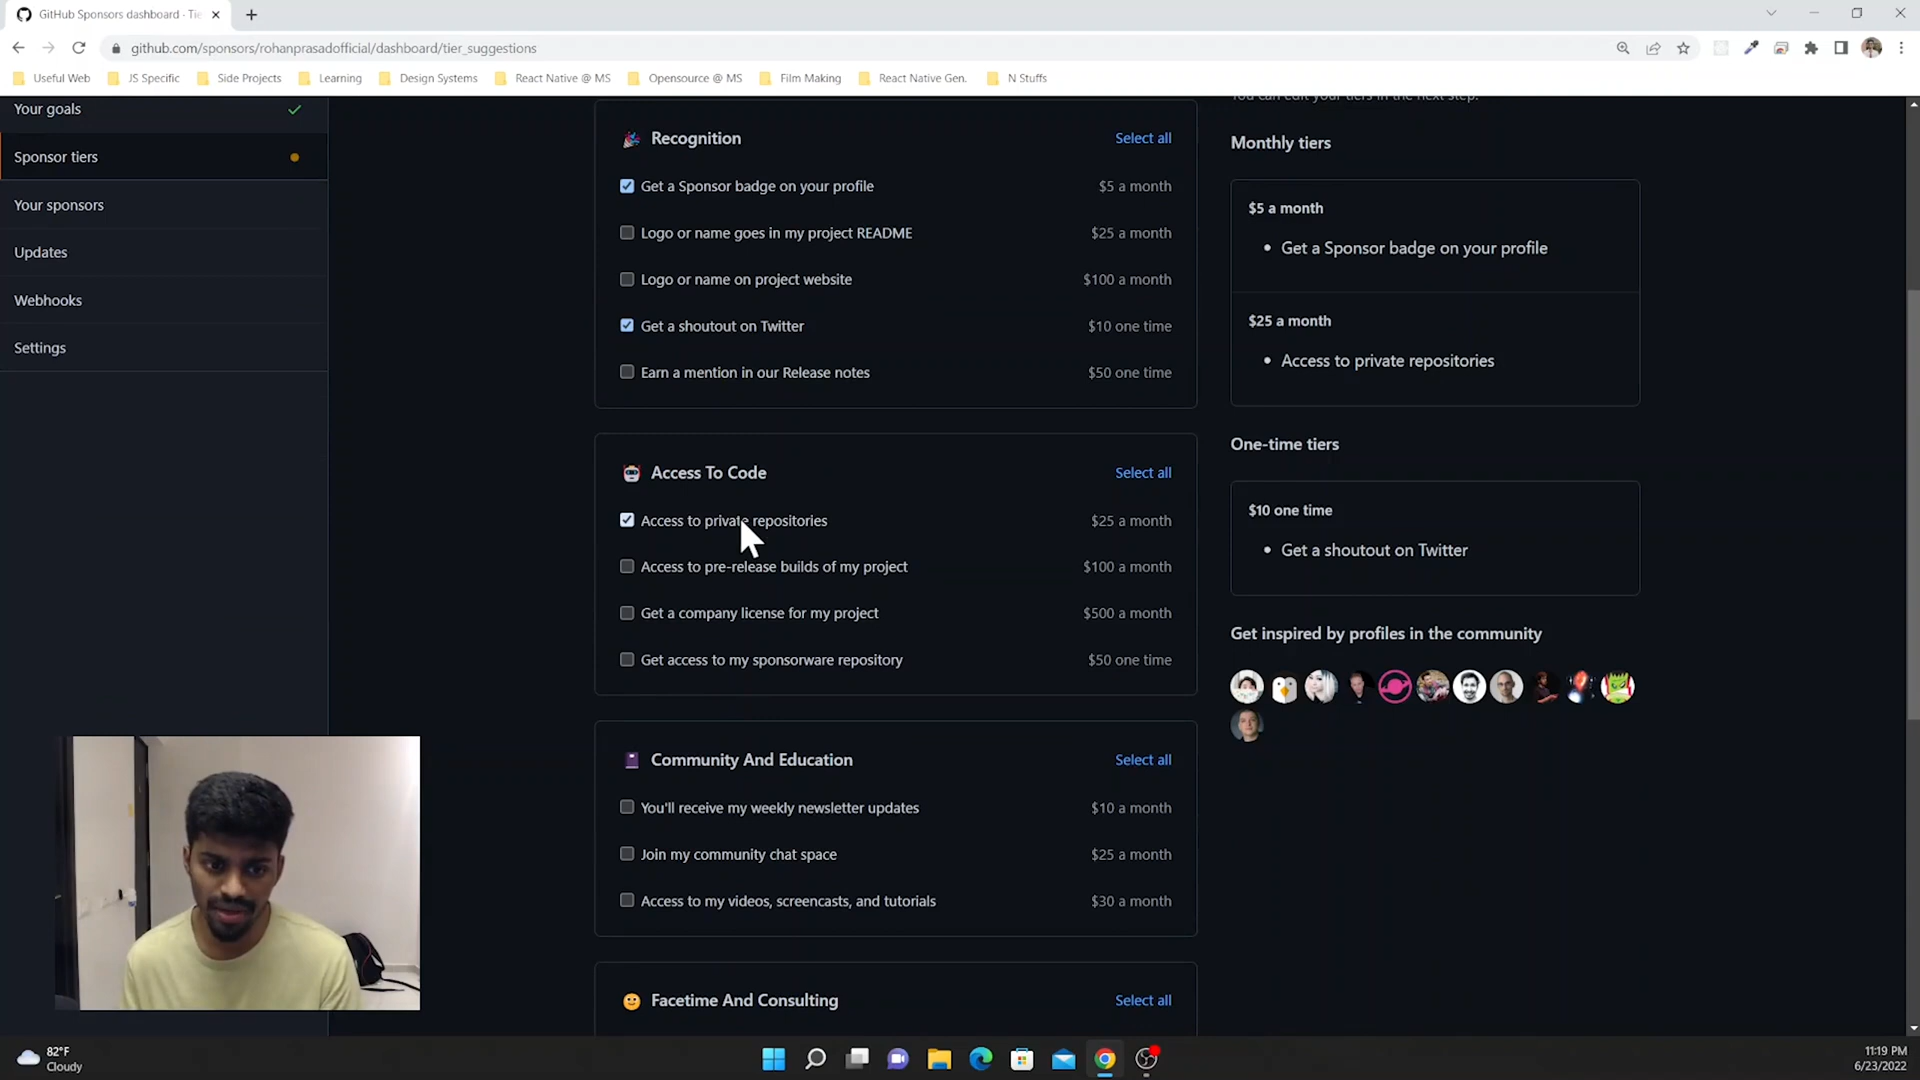 GitHub Sponsors dashboard · Tie
github.com/sponsors/rohanprasadofficial/dashboard/tier_suggestions
Useful Web
JS Specific
Side Projects
Learning
Design Systems
React Native @ MS
Opensource @ MS
Film Making
React Native Gen.
N Stuffs
Your goals
Sponsor tiers
Your sponsors
Updates
Webhooks
Settings
Recognition
Select all
Get a Sponsor badge on your profile
$5 a month
Logo or name goes in my project README
$25 a month
Logo or name on project website
$100 a month
Get a shoutout on Twitter
$10 one time
Earn a mention in our Release notes
$50 one time
Access To Code
Select all
Access to private repositories
$25 a month
Access to pre-release builds of my project
$100 a month
Get a company license for my project
$500 a month
Get access to my sponsorware repository
$50 one time
Community And Education
Select all
You'll receive my weekly newsletter updates
$10 a month
Join my community chat space
$25 a month
Access to my videos, screencasts, and tutorials
$30 a month
Facetime And Consulting
Select all
You can edit your tiers in the next step.
Monthly tiers
$5 a month
• Get a Sponsor badge on your profile
$25 a month
• Access to private repositories
One-time tiers
$10 one time
• Get a shoutout on Twitter
Get inspired by profiles in the community
82°F
Cloudy
11:19 PM
6/23/2022